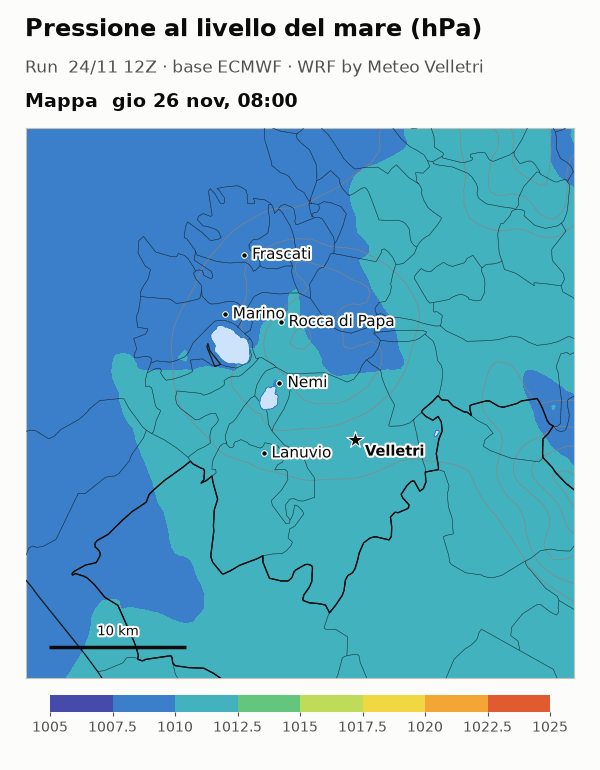 Pressione al livello del mare (hPa)
Run  24/11 12Z · base ECMWF · WRF by Meteo Velletri
Mappa  gio 26 nov, 08:00
Frascati
Marino
Rocca di Papa
Nemi
Velletri
Lanuvio
10 km
1005 1007.5 1010 1012.5 1015 1017.5 1020 1022.5 1025